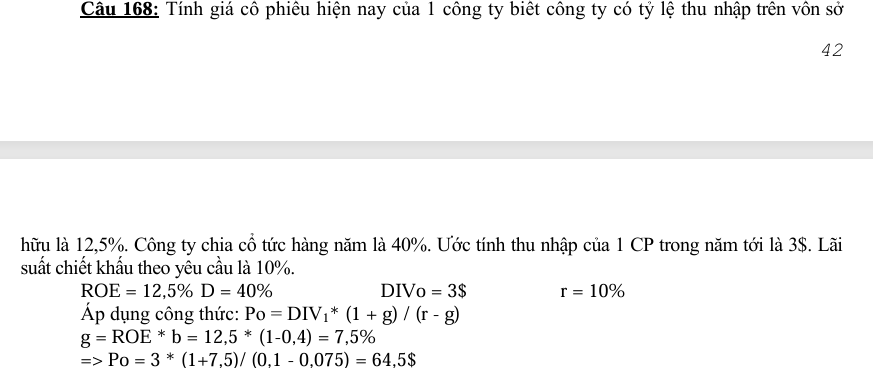 Câu 168: Tính giá cổ phiếu hiện nay của 1 công ty biết công ty có tỷ lệ thu nhập trên vốn sở
42
hữu là 12,5%. Công ty chia cổ tức hàng năm là 40%. Ước tính thu nhập của 1 CP trong năm tới là 3$. Lãi
suất chiết khấu theo yêu cầu là 10%.
ROE = 12,5% D = 40% DIVo = 3$ r = 10%
Áp dụng công thức: Po = DIV₁* (1 + g) / (r - g)
g = ROE * b = 12,5 * (1-0,4) = 7,5%
=> Po = 3 * (1+7,5)/ (0,1 - 0,075) = 64,5$